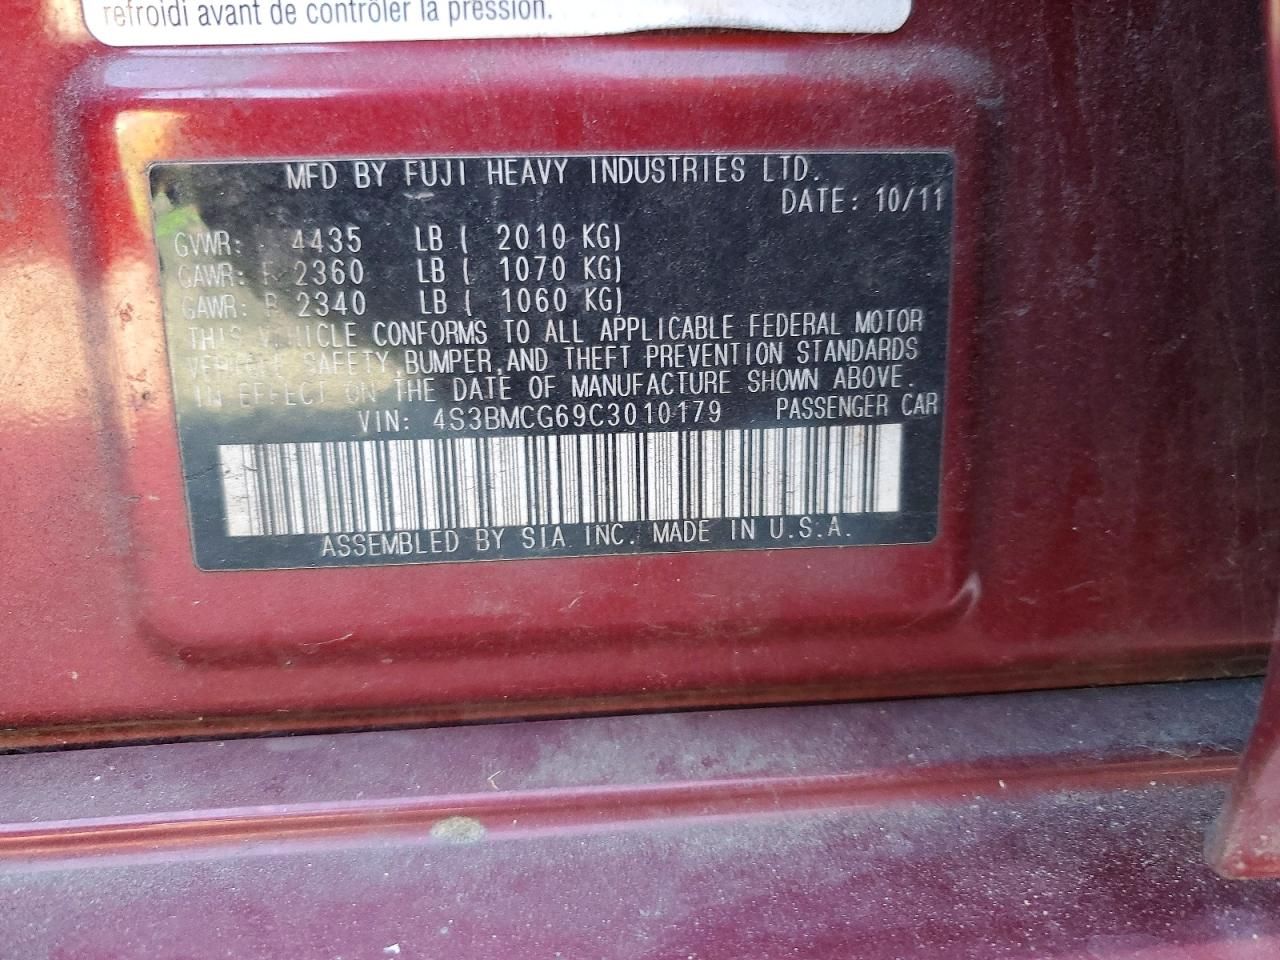 refroidi avant de contrôler la pression.
MFD BY FUJI HEAVY INDUSTRIES LTD.
DATE: 10/11
GVWR: 4435 LB ( 2010 KG)
GAWR: F 2360 LB ( 1070 KG)
GAWR: R 2340 LB ( 1060 KG)
THIS VEHICLE CONFORMS TO ALL APPLICABLE FEDERAL MOTOR
VEHICLE SAFETY,BUMPER,AND THEFT PREVENTION STANDARDS
IN EFFECT ON THE DATE OF MANUFACTURE SHOWN ABOVE.
VIN: 4S3BMCG69C3010179 PASSENGER CAR
ASSEMBLED BY SIA INC. MADE IN U.S.A.